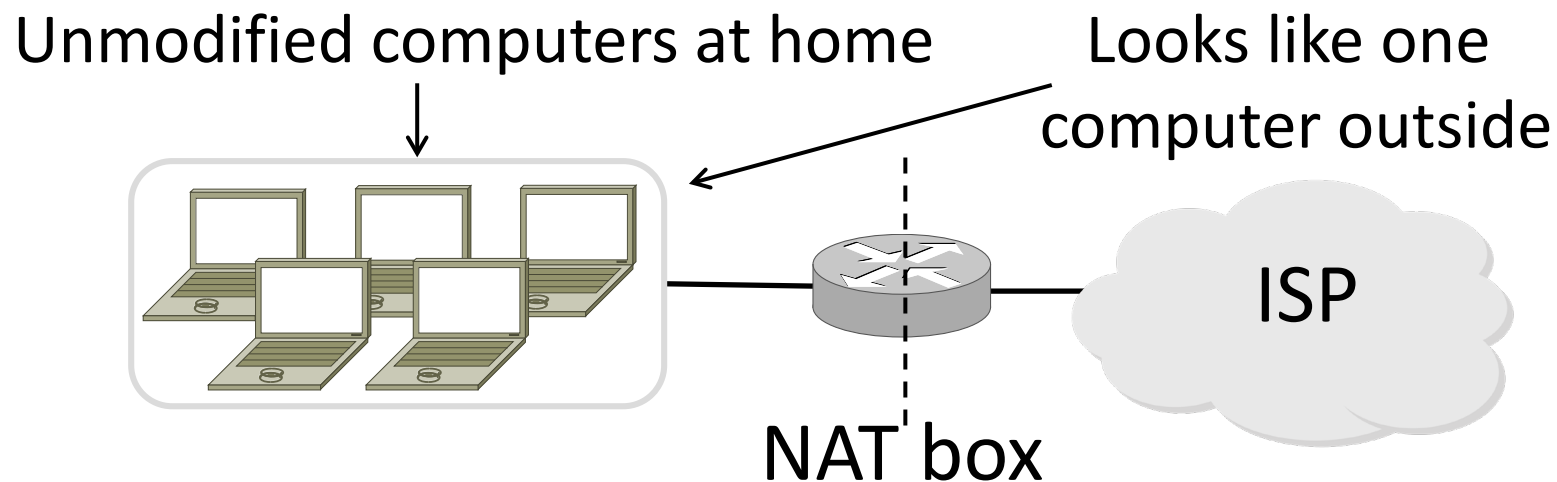 Unmodified computers at home
Looks like one
computer outside
ISP
NAT box